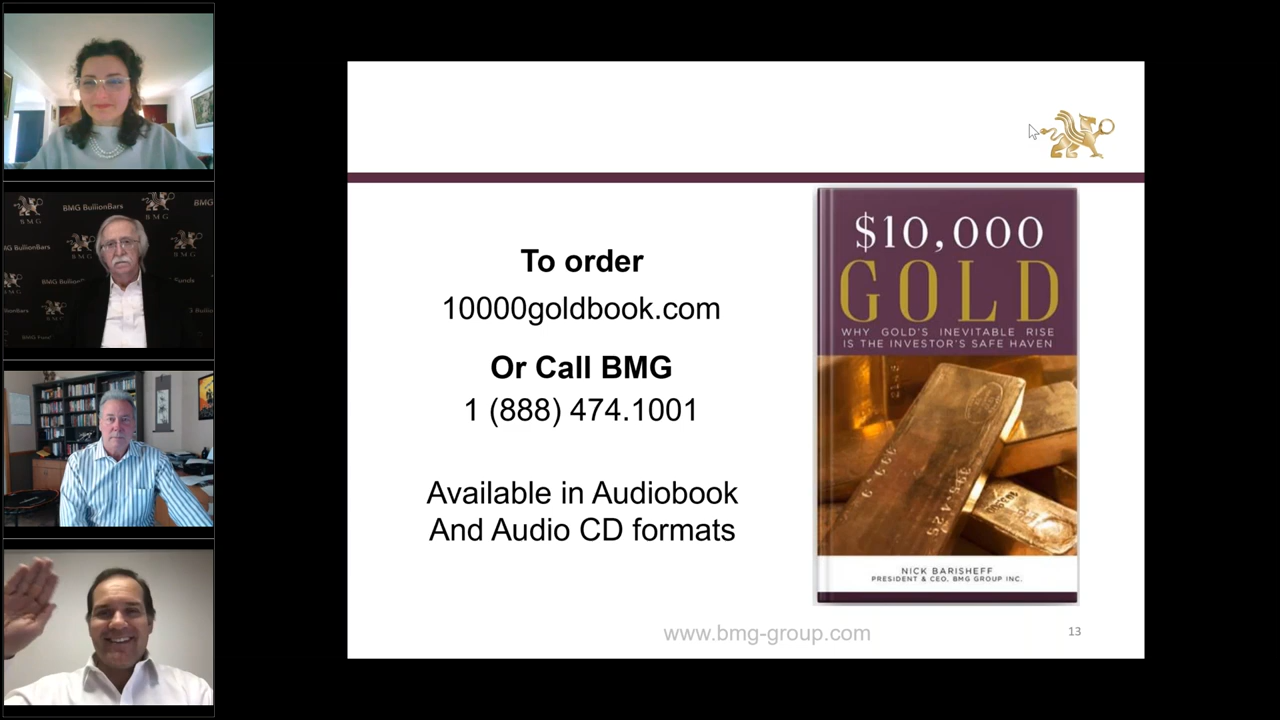 BMG BullionBars
BMG
BMG
To order
10000goldbook.com
Or Call BMG
1 (888) 474.1001
Available in Audiobook
And Audio CD formats
$10,000
GOLD
WHY GOLD'S INEVITABLE RISE
IS THE INVESTOR'S SAFE HAVEN
NICK BARISHEFF
PRESIDENT & CEO, BMG GROUP INC.
www.bmg-group.com
13